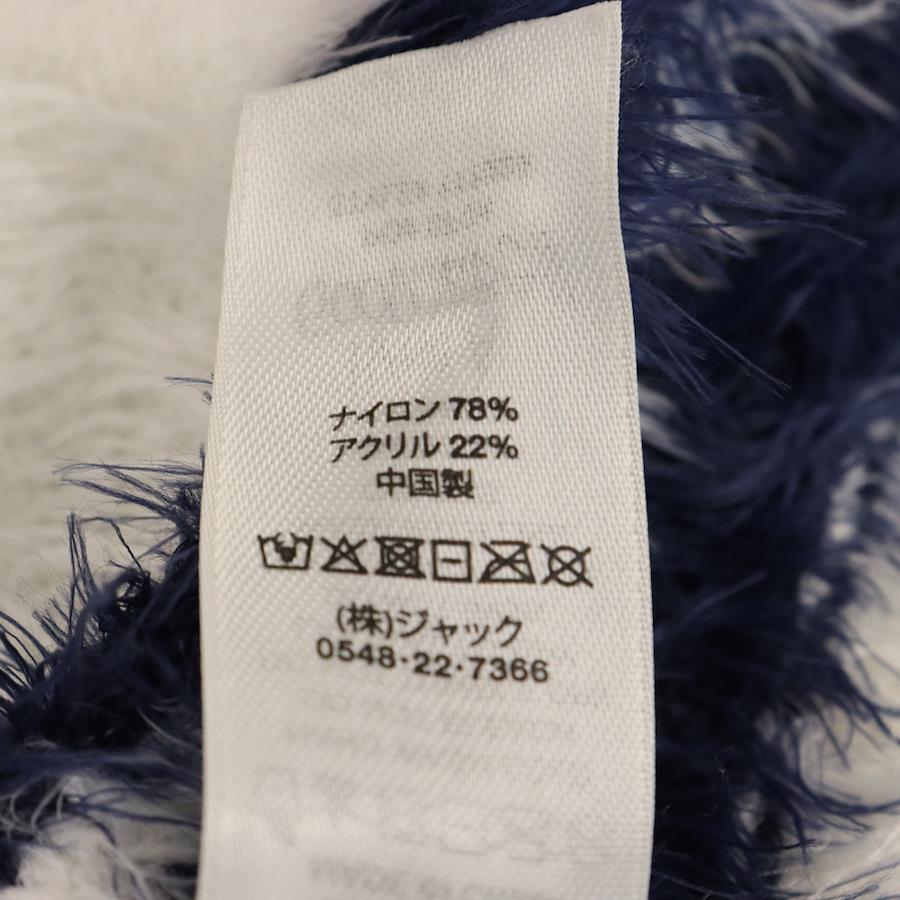 ナイロン 78%
アクリル 22%
中国製
(株)ジャック
0548·22·7366